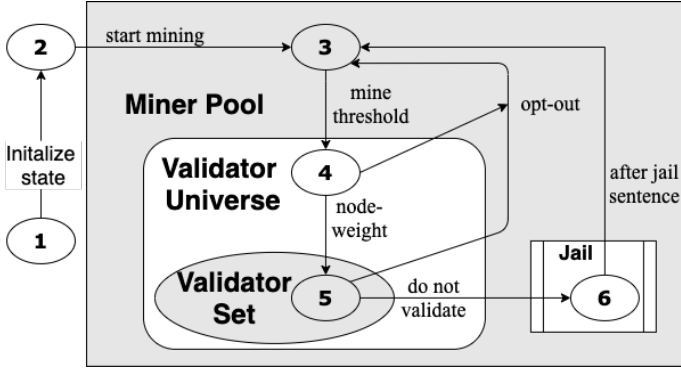 2
start mining
3
Miner Pool
mine
threshold
opt-out
Initalize
state
Validator
Universe
4
after jail
sentence
node-
weight
1
Jail
Validator
Set
5
do not
validate
6